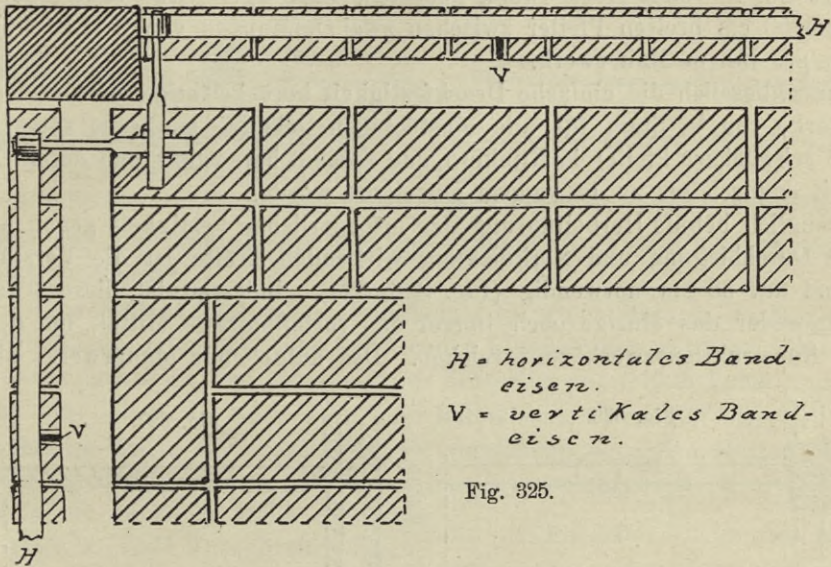 H
V
H = horizontales Band-
eisen.
V = vertikales Band-
eisen.
V
Fig. 325.
H